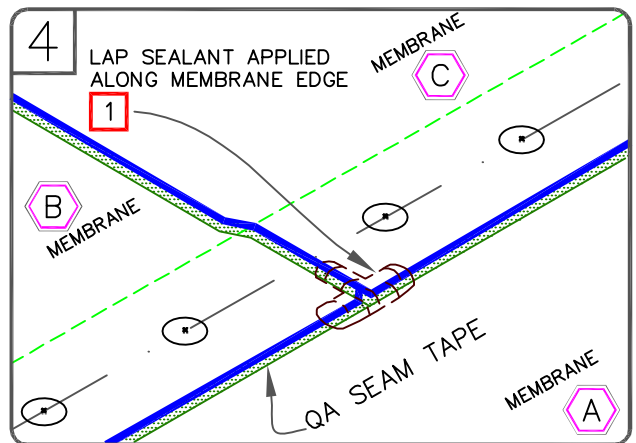 4
LAP SEALANT APPLIED
ALONG MEMBRANE EDGE
1
MEMBRANE
C
B
MEMBRANE
QA SEAM TAPE
MEMBRANE
A